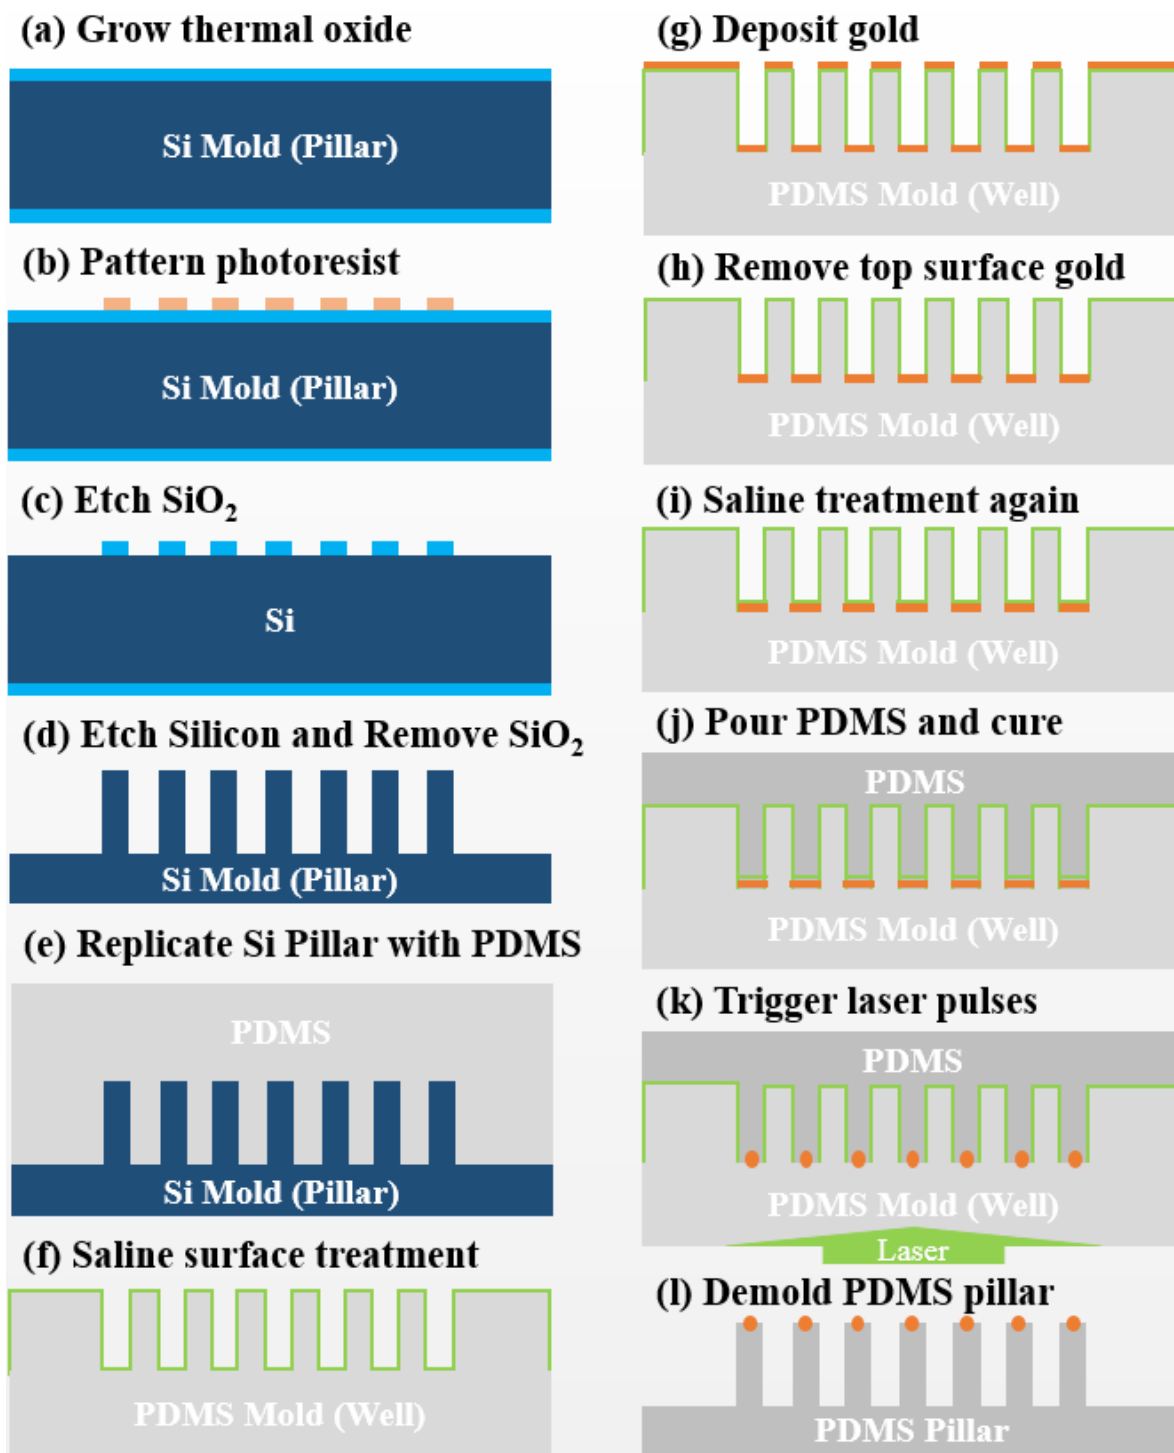 (a) Grow thermal oxide
Si Mold (Pillar)
(b) Pattern photoresist
Si Mold (Pillar)
(c) Etch SiO₂
Si
(d) Etch Silicon and Remove SiO₂
Si Mold (Pillar)
(e) Replicate Si Pillar with PDMS
PDMS
Si Mold (Pillar)
(f) Saline surface treatment
PDMS Mold (Well)
(g) Deposit gold
PDMS Mold (Well)
(h) Remove top surface gold
PDMS Mold (Well)
(i) Saline treatment again
PDMS Mold (Well)
(j) Pour PDMS and cure
PDMS
PDMS Mold (Well)
(k) Trigger laser pulses
PDMS
PDMS Mold (Well)
Laser
(l) Demold PDMS pillar
PDMS Pillar